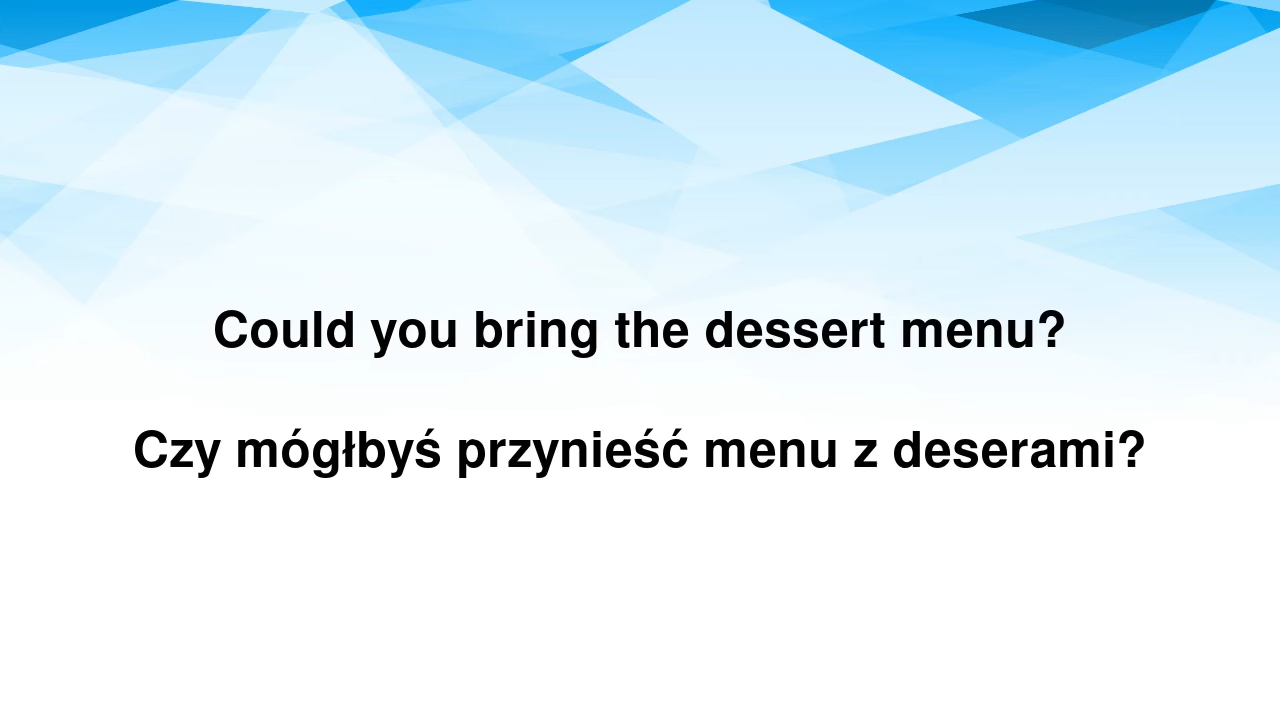 Could you bring the dessert menu?
Czy mógłbyś przynieść menu z deserami?